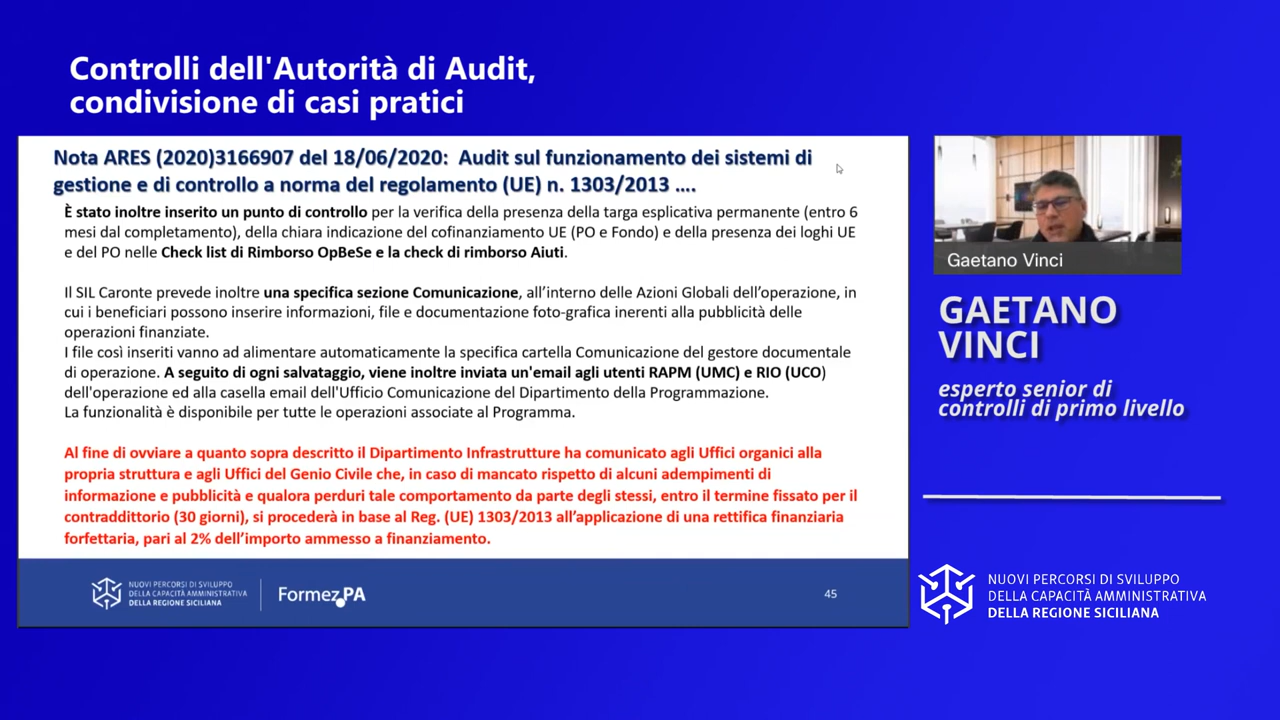 Controlli dell'Autorità di Audit,
condivisione di casi pratici
Nota ARES (2020)3166907 del 18/06/2020: Audit sul funzionamento dei sistemi di
gestione e di controllo a norma del regolamento (UE) n. 1303/2013 ....
È stato inoltre inserito un punto di controllo per la verifica della presenza della targa esplicativa permanente (entro 6
mesi dal completamento), della chiara indicazione del cofinanziamento UE (PO e Fondo) e della presenza dei loghi UE
e del PO nelle Check list di Rimborso OpBeSe e la check di rimborso Aiuti.
Il SIL Caronte prevede inoltre una specifica sezione Comunicazione, all'interno delle Azioni Globali dell'operazione, in
cui i beneficiari possono inserire informazioni, file e documentazione foto-grafica inerenti alla pubblicità delle
operazioni finanziate.
I file così inseriti vanno ad alimentare automaticamente la specifica cartella Comunicazione del gestore documentale
di operazione. A seguito di ogni salvataggio, viene inoltre inviata un'email agli utenti RAPM (UMC) e RIO (UCO)
dell'operazione ed alla casella email dell'Ufficio Comunicazione del Dipartimento della Programmazione.
La funzionalità è disponibile per tutte le operazioni associate al Programma.
Al fine di ovviare a quanto sopra descritto il Dipartimento Infrastrutture ha comunicato agli Uffici organici alla
propria struttura e agli Uffici del Genio Civile che, in caso di mancato rispetto di alcuni adempimenti di
informazione e pubblicità e qualora perduri tale comportamento da parte degli stessi, entro il termine fissato per il
contraddittorio (30 giorni), si procederà in base al Reg. (UE) 1303/2013 all'applicazione di una rettifica finanziaria
forfettaria, pari al 2% dell'importo ammesso a finanziamento.
NUOVI PERCORSI DI SVILUPPO
DELLA CAPACITÀ AMMINISTRATIVA
DELLA REGIONE SICILIANA
FormezPA
45
Gaetano Vinci
GAETANO
VINCI
esperto senior di
controlli di primo livello
NUOVI PERCORSI DI SVILUPPO
DELLA CAPACITÀ AMMINISTRATIVA
DELLA REGIONE SICILIANA